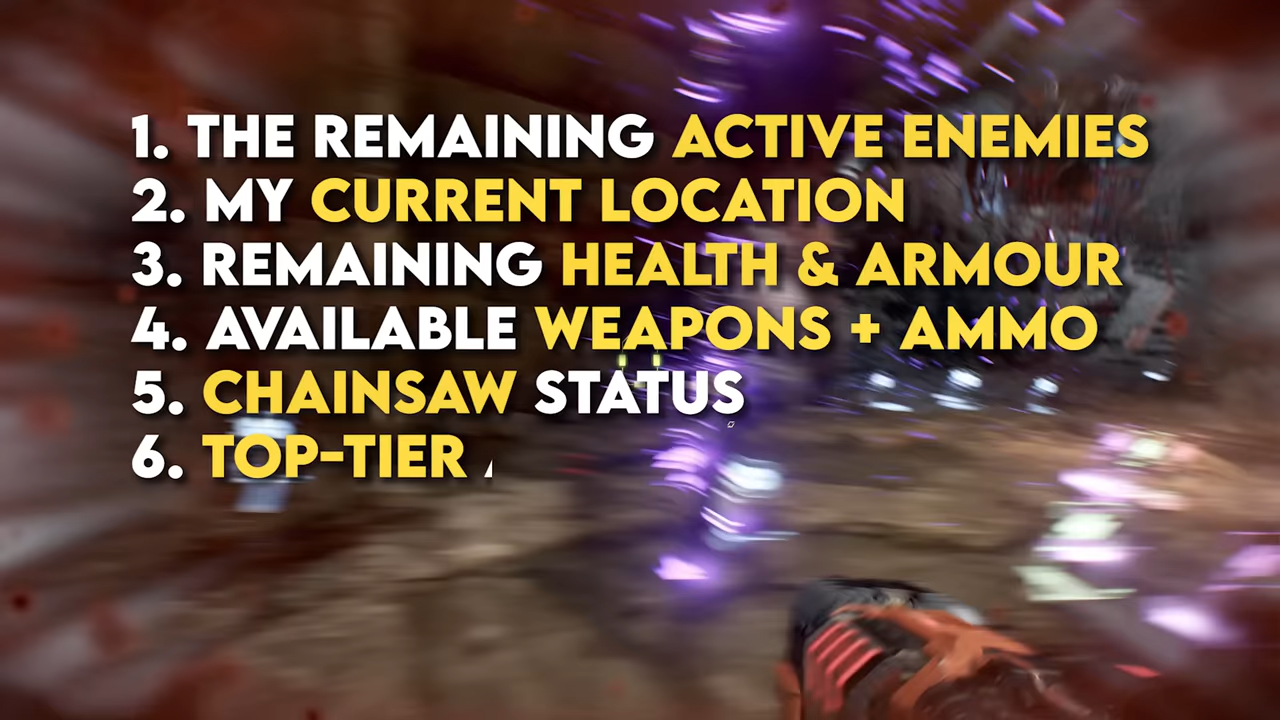 1. THE REMAINING ACTIVE ENEMIES
2. MY CURRENT LOCATION
3. REMAINING HEALTH & ARMOUR
4. AVAILABLE WEAPONS + AMMO
5. CHAINSAW STATUS
6. TOP-TIER